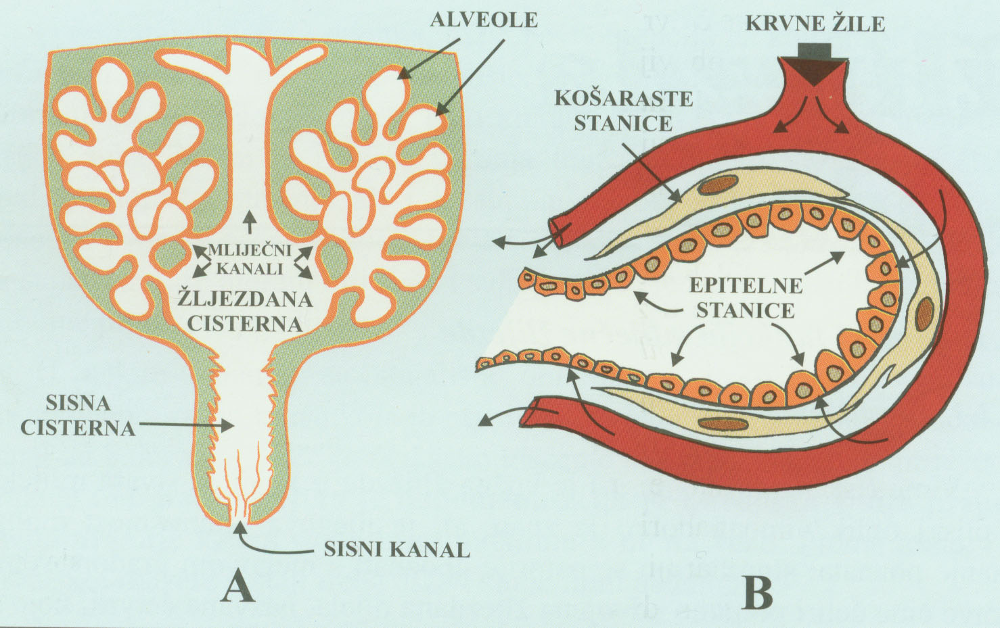 ALVEOLE
MLIJEČNI
KANALI
ŽLJEZDANA
CISTERNA
SISNA
CISTERNA
SISNI KANAL
A
KRVNE ŽILE
KOŠARASTE
STANICE
EPITELNE
STANICE
B